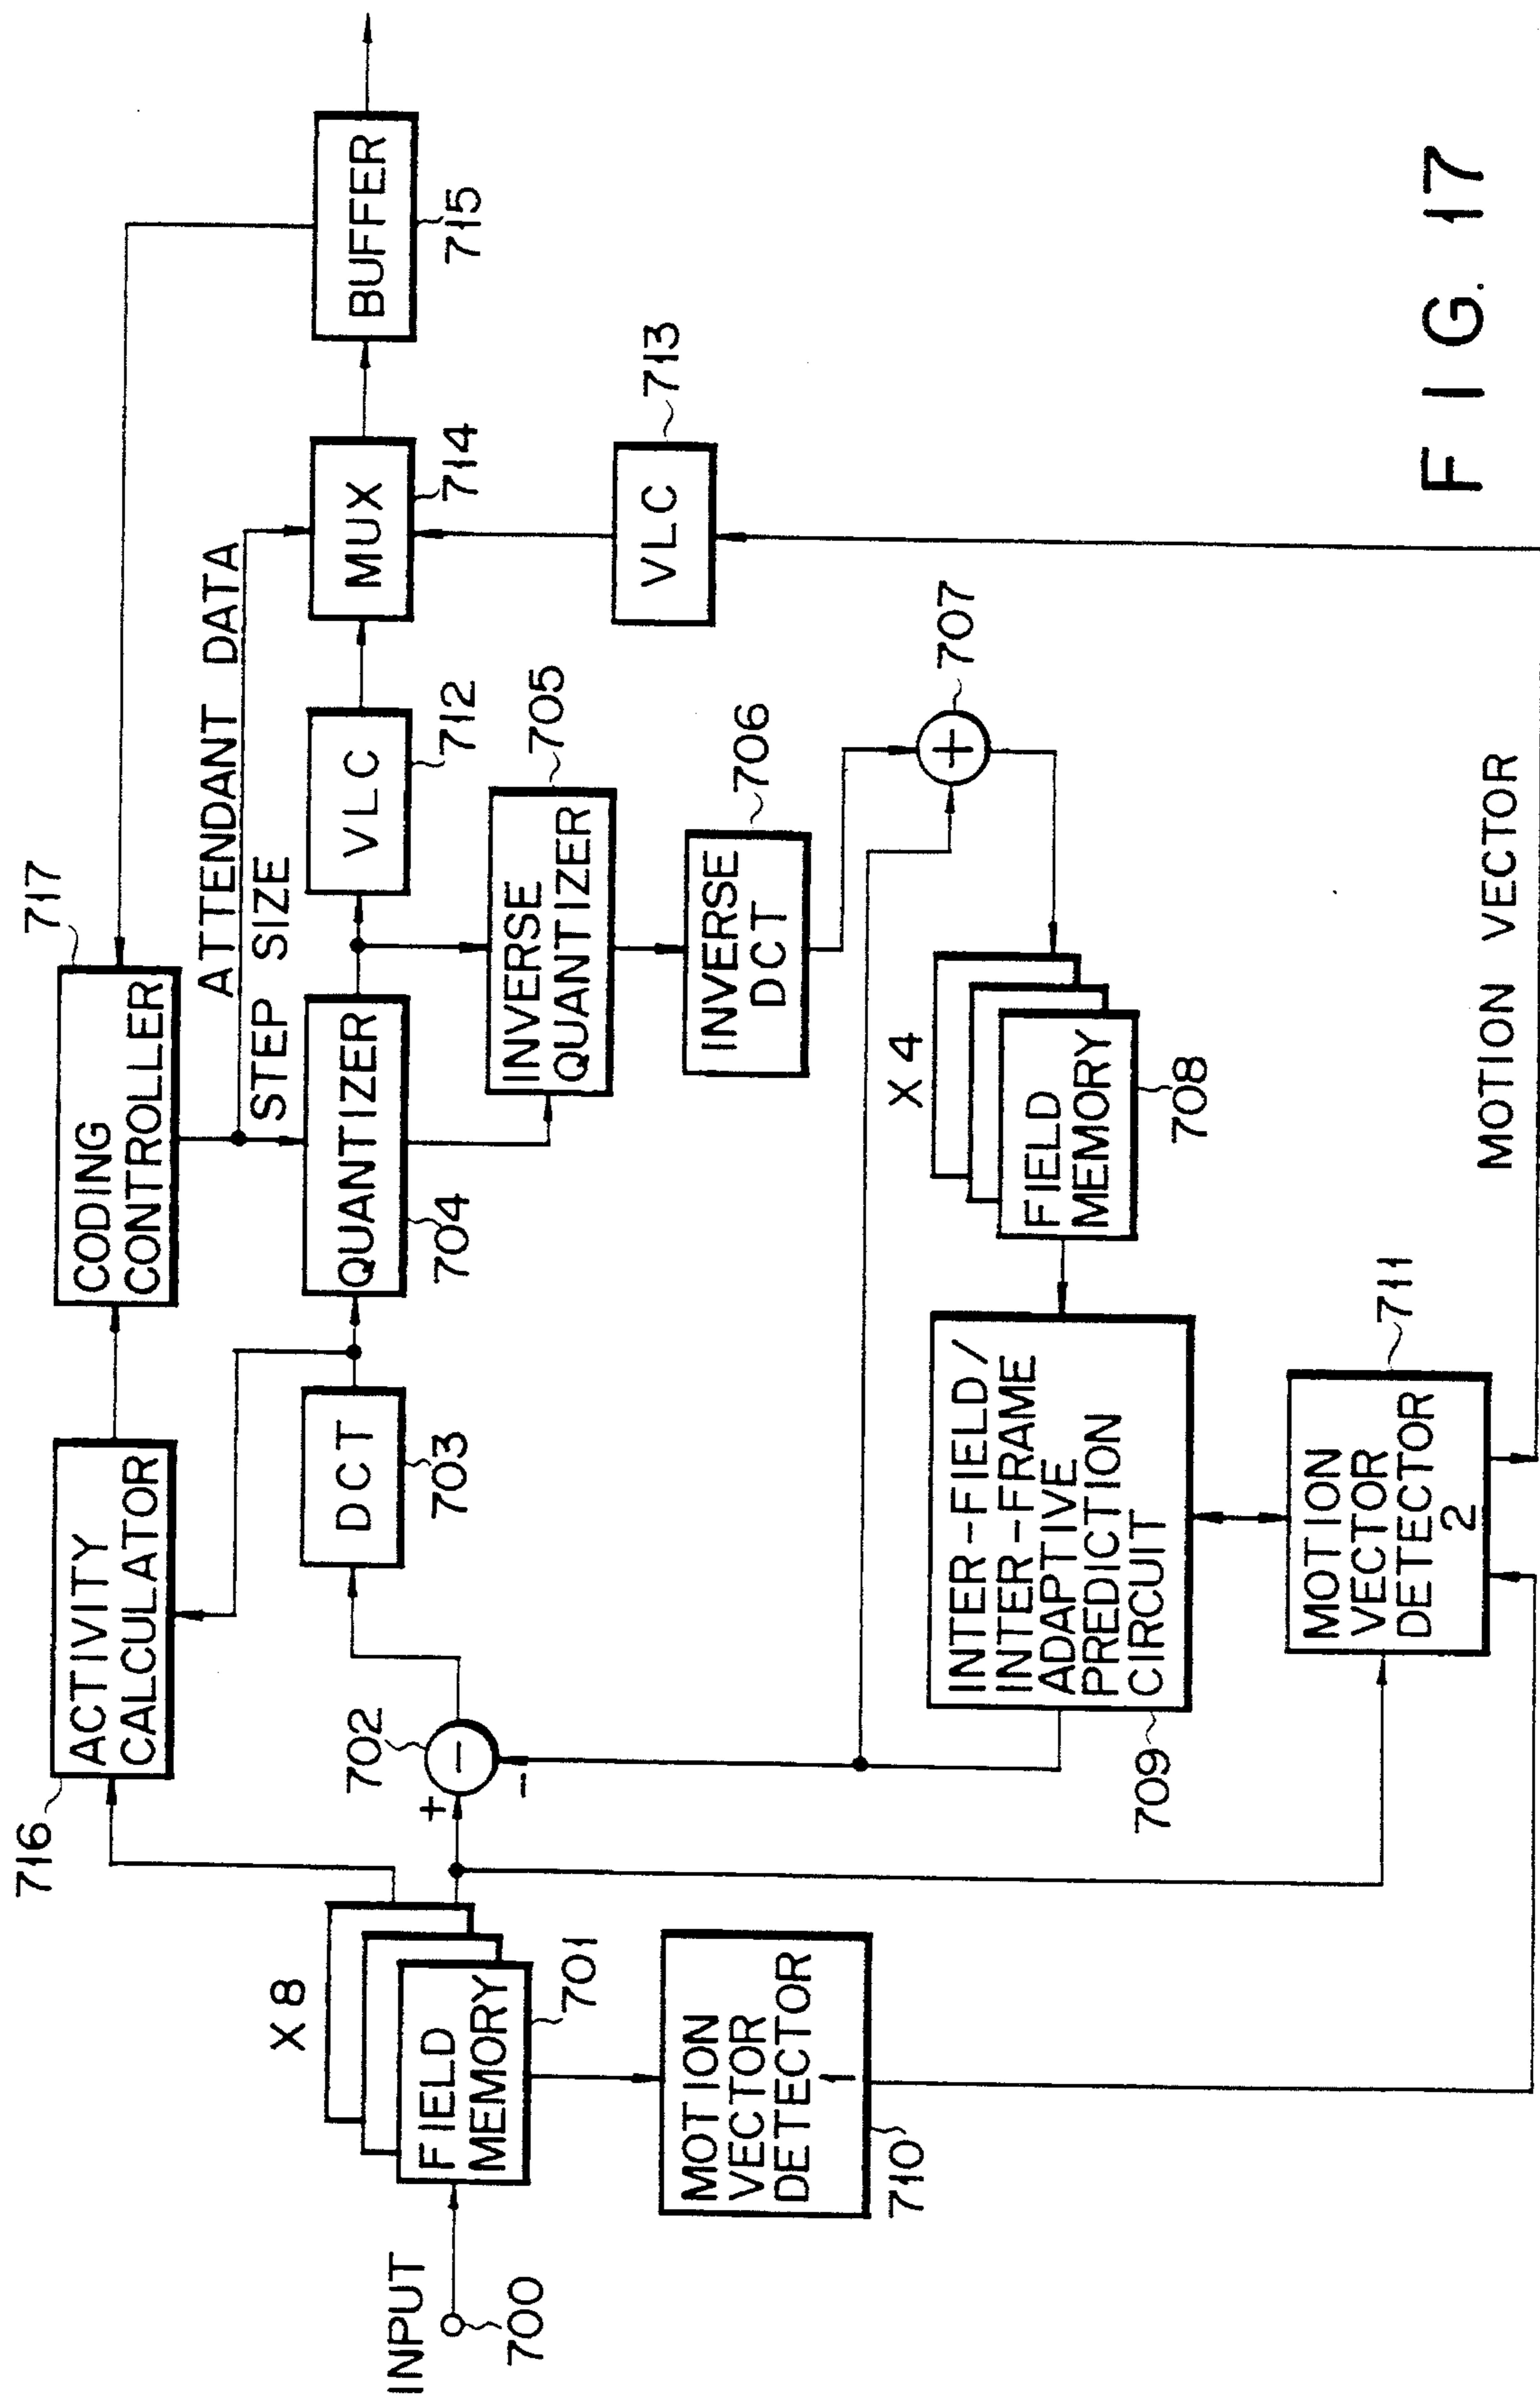 717
716
CODING
CONTROLLER
ACTIVITY
CALCULATOR
ATTENDANT DATA
STEP SIZE
X 8
FIELD
MEMORY
701
INPUT
700
702
+
−
-
DCT
703
QUANTIZER
704
VLC
712
MUX
714
BUFFER
715
INVERSE
QUANTIZER
705
VLC
713
INVERSE
DCT
706
+
707
MOTION
VECTOR
DETECTOR
1
710
X 4
FIELD
MEMORY
708
INTER-FIELD/
INTER-FRAME
ADAPTIVE
PREDICTION
CIRCUIT
709
MOTION
VECTOR
DETECTOR
2
711
MOTION VECTOR
FIG. 17